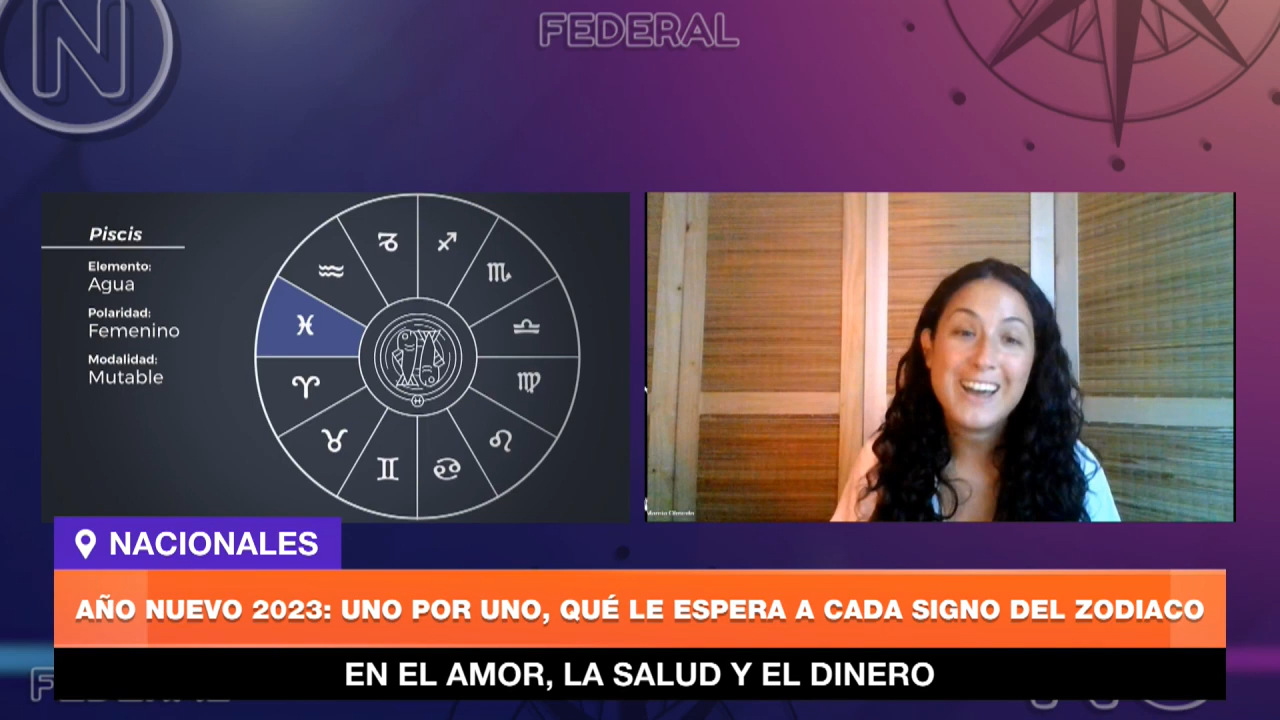 N
FEDERAL
Piscis
Elemento:
Agua
Polaridad:
Femenino
Modalidad:
Mutable
NACIONALES
AÑO NUEVO 2023: UNO POR UNO, QUÉ LE ESPERA A CADA SIGNO DEL ZODIACO
EN EL AMOR, LA SALUD Y EL DINERO